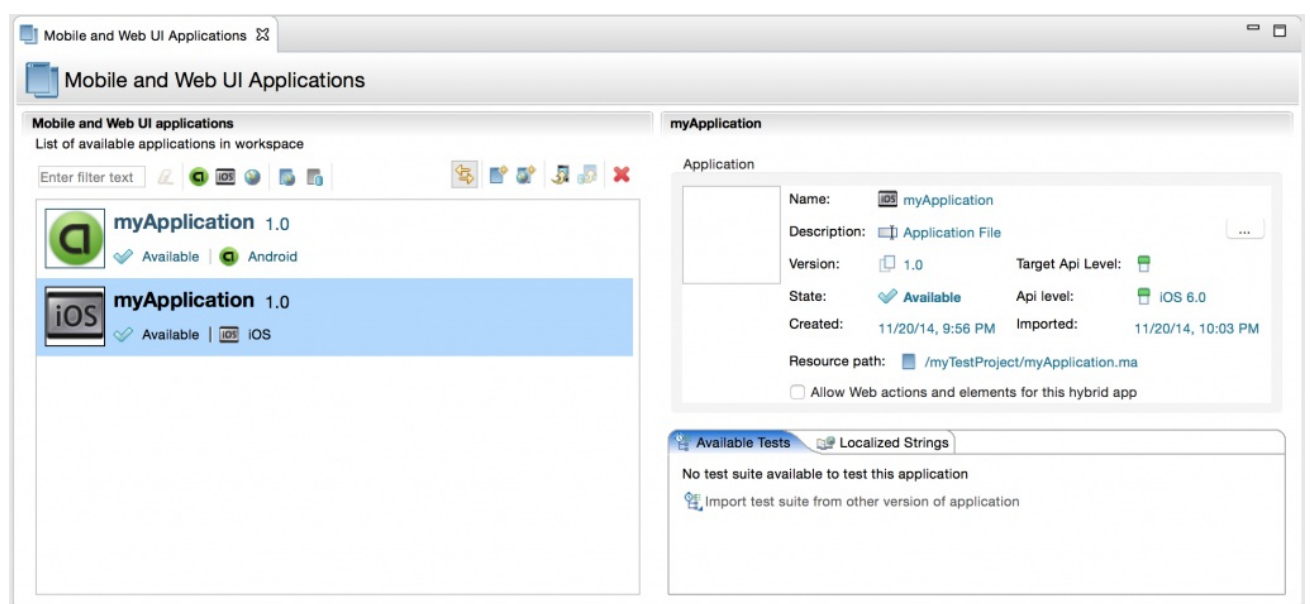 Mobile and Web UI Applications
Mobile and Web UI Applications
Mobile and Web UI applications
List of available applications in workspace
Enter filter text
iOS
myApplication 1.0
Available | Android
iOS
myApplication 1.0
Available | iOS iOS
myApplication
Application
Name: iOS myApplication
Description: Application File ...
Version: 1.0 Target Api Level:
State: Available Api level: iOS 6.0
Created: 11/20/14, 9:56 PM Imported: 11/20/14, 10:03 PM
Resource path: /myTestProject/myApplication.ma
Allow Web actions and elements for this hybrid app
Available Tests Localized Strings
No test suite available to test this application
Import test suite from other version of application